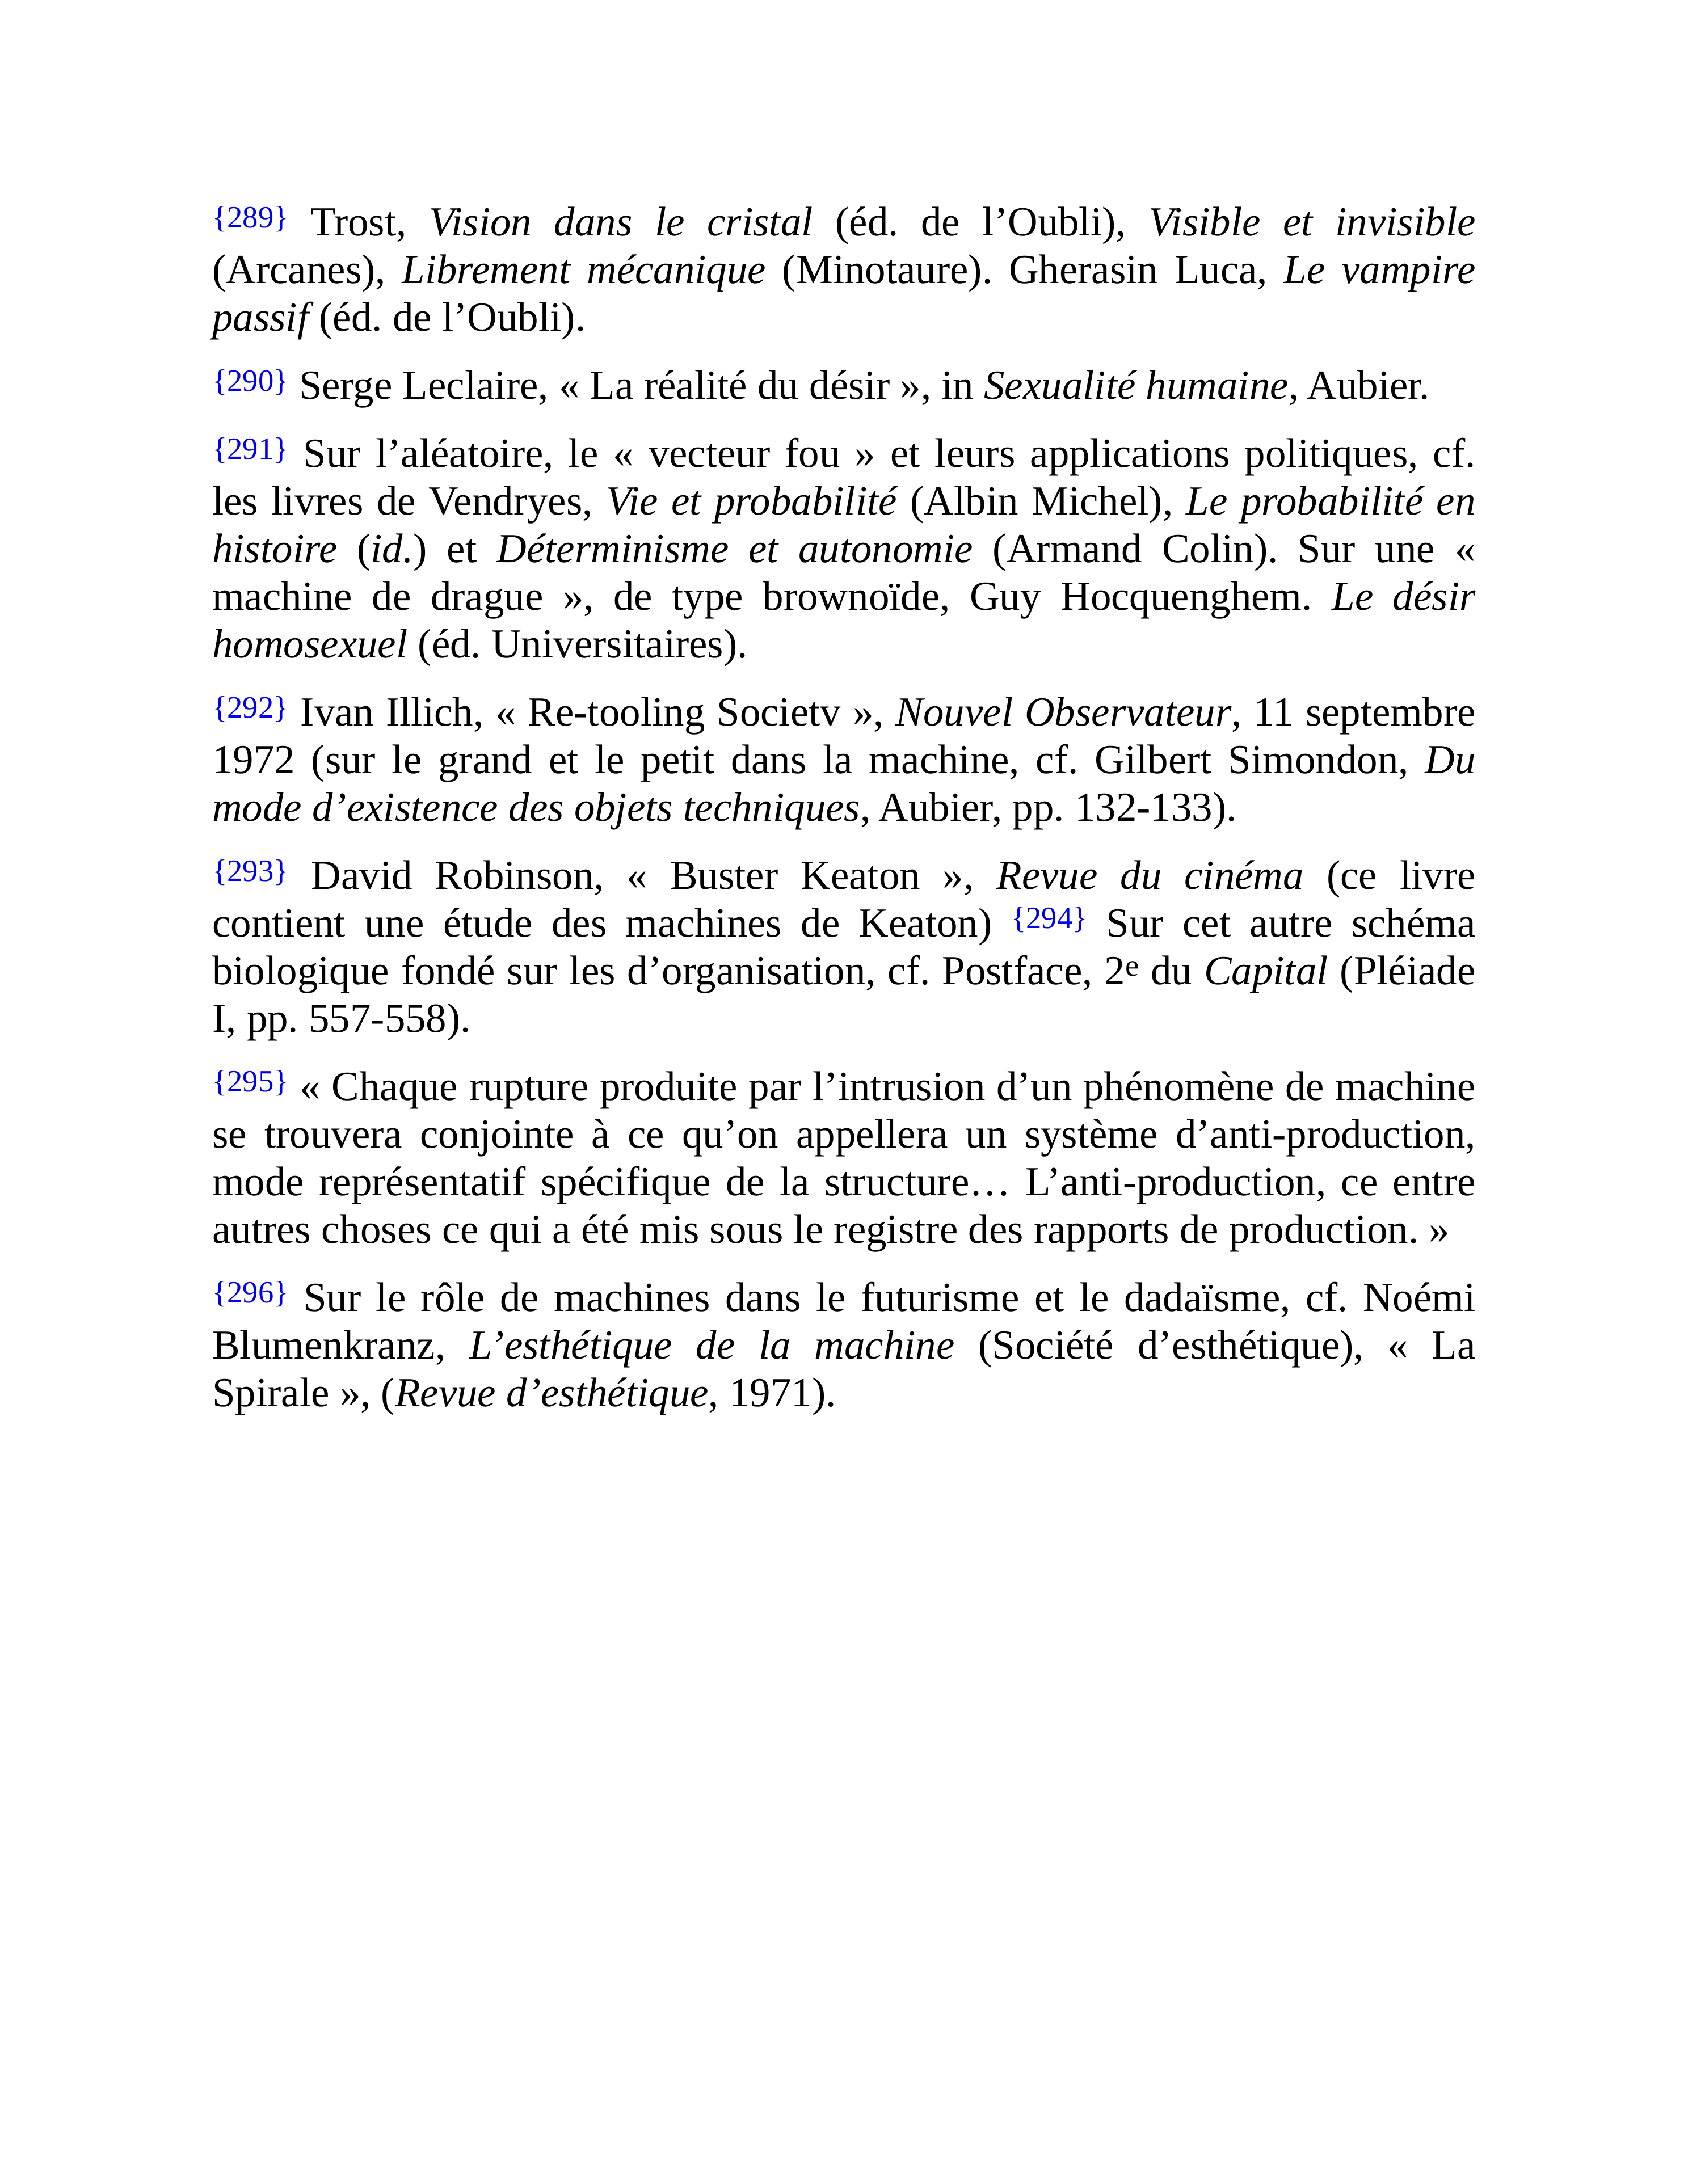 {289} Trost, Vision dans le cristal (éd. de l’Oubli), Visible et invisible
(Arcanes), Librement mécanique (Minotaure). Gherasin Luca, Le vampire
passif (éd. de l’Oubli).
{290} Serge Leclaire, « La réalité du désir », in Sexualité humaine, Aubier.
{291} Sur l’aléatoire, le « vecteur fou » et leurs applications politiques, cf.
les livres de Vendryes, Vie et probabilité (Albin Michel), Le probabilité en
histoire (id.) et Déterminisme et autonomie (Armand Colin). Sur une «
machine de drague », de type brownoïde, Guy Hocquenghem. Le désir
homosexuel (éd. Universitaires).
{292} Ivan Illich, « Re-tooling Societv », Nouvel Observateur, 11 septembre
1972 (sur le grand et le petit dans la machine, cf. Gilbert Simondon, Du
mode d’existence des objets techniques, Aubier, pp. 132-133).
{293} David Robinson, « Buster Keaton », Revue du cinéma (ce livre
contient une étude des machines de Keaton) {294} Sur cet autre schéma
biologique fondé sur les d’organisation, cf. Postface, 2e du Capital (Pléiade
I, pp. 557-558).
{295} « Chaque rupture produite par l’intrusion d’un phénomène de machine
se trouvera conjointe à ce qu’on appellera un système d’anti-production,
mode représentatif spécifique de la structure… L’anti-production, ce entre
autres choses ce qui a été mis sous le registre des rapports de production. »
{296} Sur le rôle de machines dans le futurisme et le dadaïsme, cf. Noémi
Blumenkranz, L’esthétique de la machine (Société d’esthétique), « La
Spirale », (Revue d’esthétique, 1971).